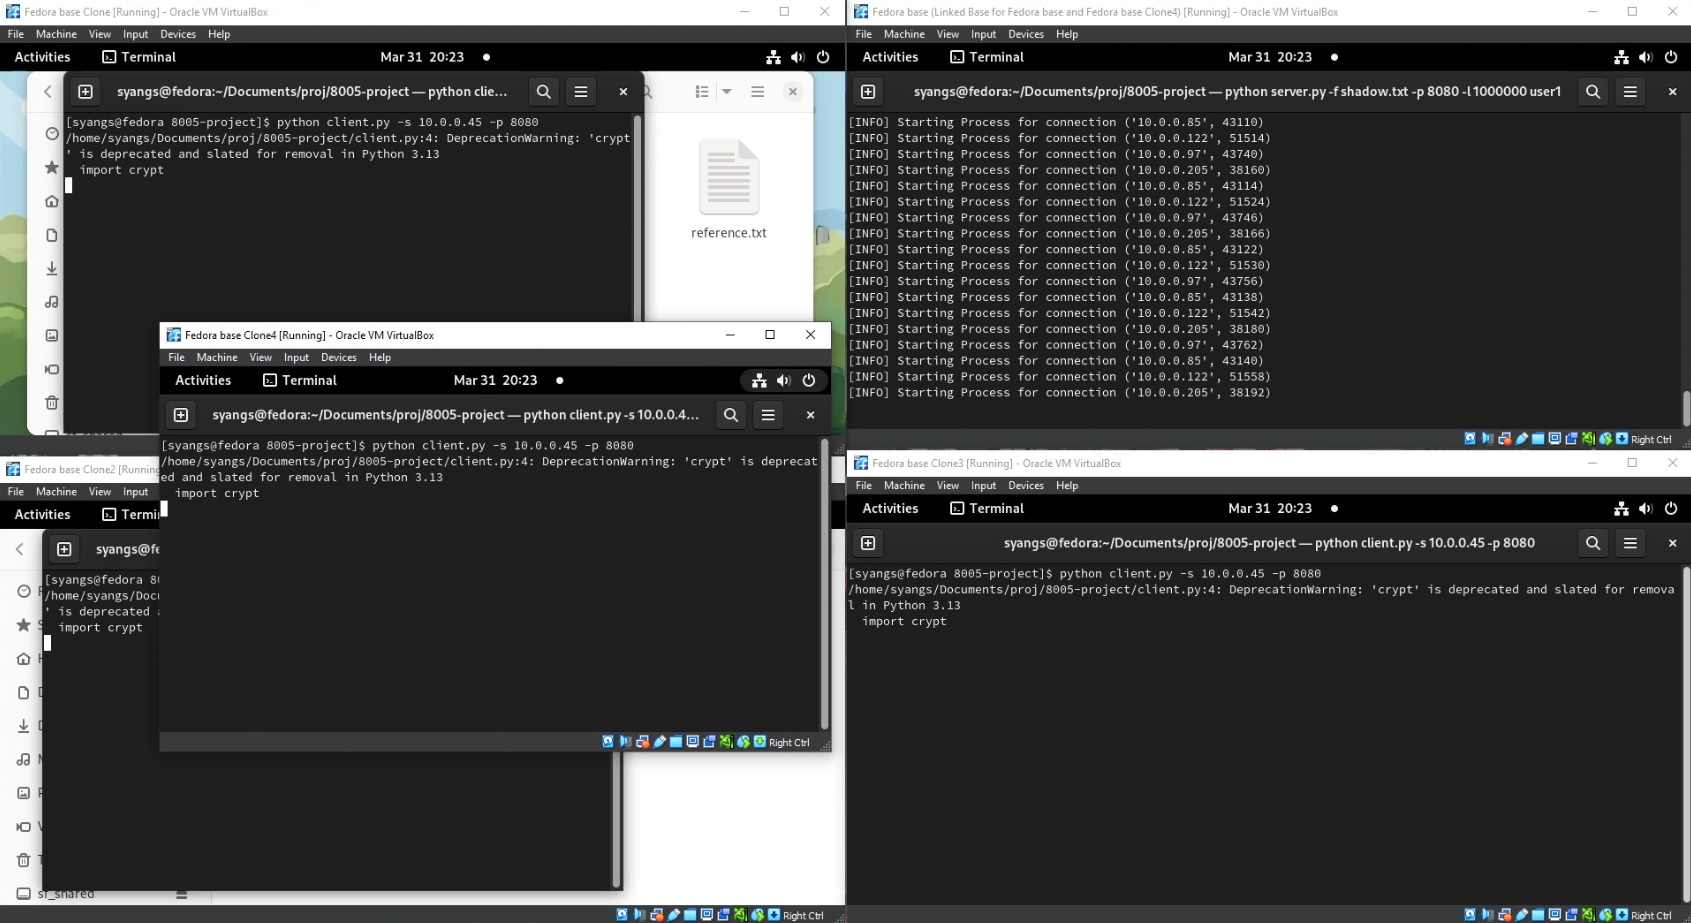 Fedora base Clone [Running] - Oracle VM VirtualBox
File Machine View Input Devices Help
Activities Terminal Mar 31 20:23
syangs@fedora:~/Documents/proj/8005-project — python clie...
[syangs@fedora 8005-project]$ python client.py -s 10.0.0.45 -p 8080
/home/syangs/Documents/proj/8005-project/client.py:4: DeprecationWarning: 'crypt
' is deprecated and slated for removal in Python 3.13
import crypt
reference.txt
Fedora base (Linked Base for Fedora base and Fedora base Clone4) [Running] - Oracle VM VirtualBox
File Machine View Input Devices Help
Activities Terminal Mar 31 20:23
syangs@fedora:~/Documents/proj/8005-project — python server.py -f shadow.txt -p 8080 -l 1000000 user1
[INFO] Starting Process for connection ('10.0.0.85', 43110)
[INFO] Starting Process for connection ('10.0.0.122', 51514)
[INFO] Starting Process for connection ('10.0.0.97', 43740)
[INFO] Starting Process for connection ('10.0.0.205', 38160)
[INFO] Starting Process for connection ('10.0.0.85', 43114)
[INFO] Starting Process for connection ('10.0.0.122', 51524)
[INFO] Starting Process for connection ('10.0.0.97', 43746)
[INFO] Starting Process for connection ('10.0.0.205', 38166)
[INFO] Starting Process for connection ('10.0.0.85', 43122)
[INFO] Starting Process for connection ('10.0.0.122', 51530)
[INFO] Starting Process for connection ('10.0.0.97', 43756)
[INFO] Starting Process for connection ('10.0.0.85', 43138)
[INFO] Starting Process for connection ('10.0.0.122', 51542)
[INFO] Starting Process for connection ('10.0.0.205', 38180)
[INFO] Starting Process for connection ('10.0.0.97', 43762)
[INFO] Starting Process for connection ('10.0.0.85', 43140)
[INFO] Starting Process for connection ('10.0.0.122', 51558)
[INFO] Starting Process for connection ('10.0.0.205', 38192)
Right Ctrl
Fedora base Clone4 [Running] - Oracle VM VirtualBox
File Machine View Input Devices Help
Activities Terminal Mar 31 20:23
syangs@fedora:~/Documents/proj/8005-project — python client.py -s 10.0.0.4...
[syangs@fedora 8005-project]$ python client.py -s 10.0.0.45 -p 8080
/home/syangs/Documents/proj/8005-project/client.py:4: DeprecationWarning: 'crypt' is deprecat
ed and slated for removal in Python 3.13
import crypt
Right Ctrl
Fedora base Clone2 [Running
File Machine View Input
Activities Termi
syangs@fe
[syangs@fedora 80
/home/syangs/Docu
' is deprecated a
import crypt
sf_shared
Right Ctrl
Fedora base Clone3 [Running] - Oracle VM VirtualBox
File Machine View Input Devices Help
Activities Terminal Mar 31 20:23
syangs@fedora:~/Documents/proj/8005-project — python client.py -s 10.0.0.45 -p 8080
[syangs@fedora 8005-project]$ python client.py -s 10.0.0.45 -p 8080
/home/syangs/Documents/proj/8005-project/client.py:4: DeprecationWarning: 'crypt' is deprecated and slated for remova
l in Python 3.13
import crypt
Right Ctrl